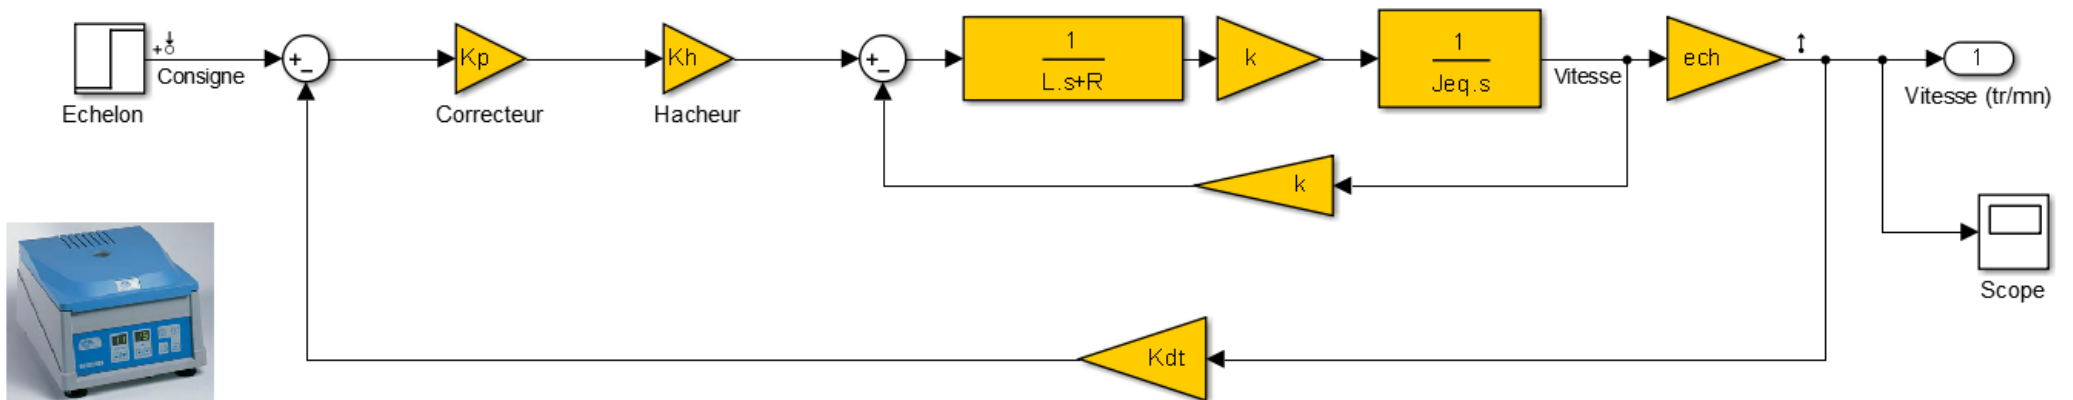 Echelon
Consigne
+
−
Kp
Correcteur
Kh
Hacheur
+
−
1
L.s+R
k
1
Jeq.s
Vitesse
ech
1
Vitesse (tr/mn)
k
Scope
Kdt